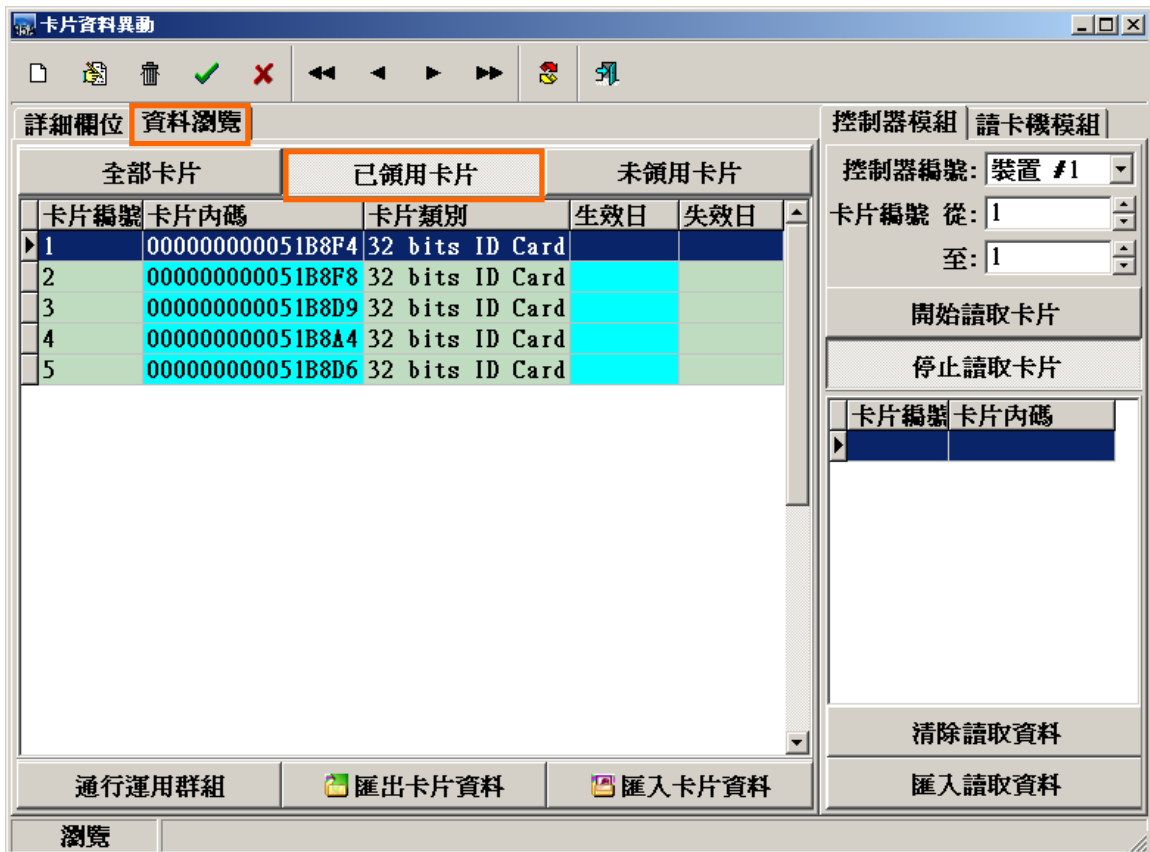 卡片資料異動
詳細欄位 資料瀏覽
全部卡片 已領用卡片 未領用卡片
卡片編號 卡片內碼 卡片類別 生效日 失效日
1 000000000051B8F4 32 bits ID Card
2 000000000051B8F8 32 bits ID Card
3 000000000051B8D9 32 bits ID Card
4 000000000051B8A4 32 bits ID Card
5 000000000051B8D6 32 bits ID Card
通行運用群組 匯出卡片資料 匯入卡片資料
控制器模組 讀卡機模組
控制器編號: 裝置 #1
卡片編號 從: 1
至: 1
開始讀取卡片
停止讀取卡片
卡片編號 卡片內碼
清除讀取資料
匯入讀取資料
瀏覽